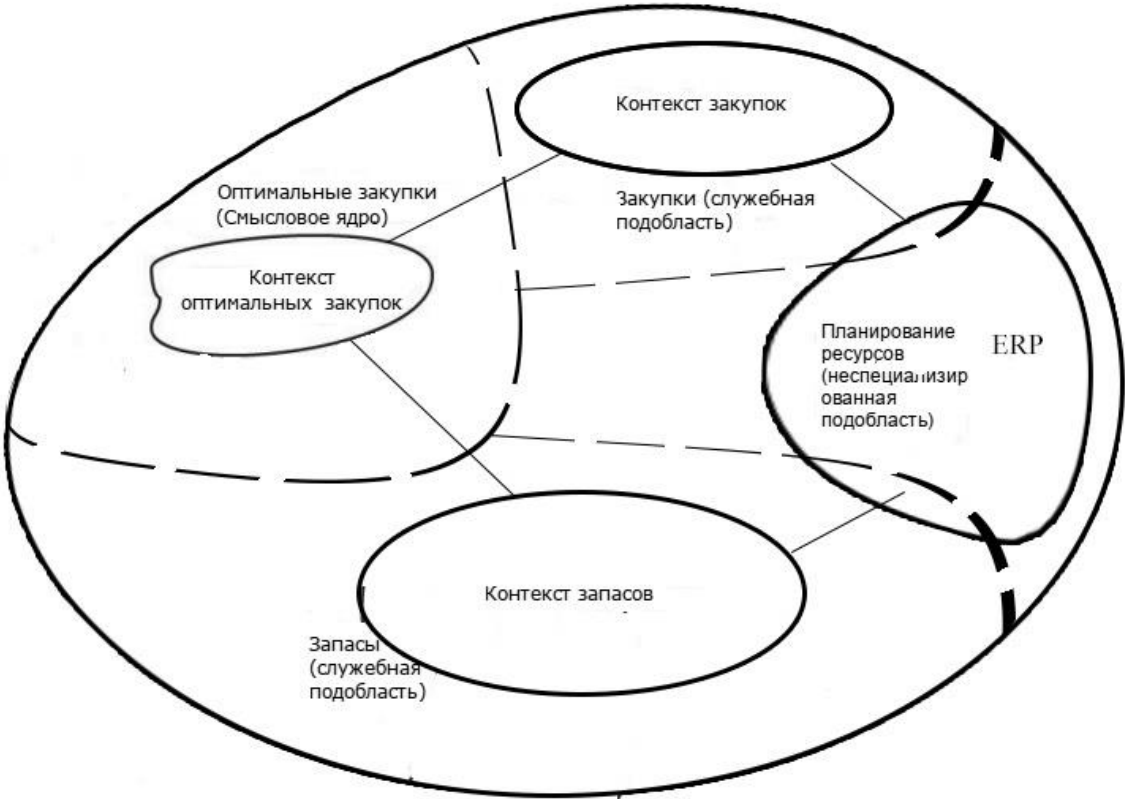 Контекст закупок
Оптимальные закупки
(Смысловое ядро)
Закупки (служебная
подобласть)
Контекст
оптимальных закупок
Планирование
ресурсов
(неспециализир
ованная
подобласть)
ERP
Контекст запасов
Запасы
(служебная
подобласть)